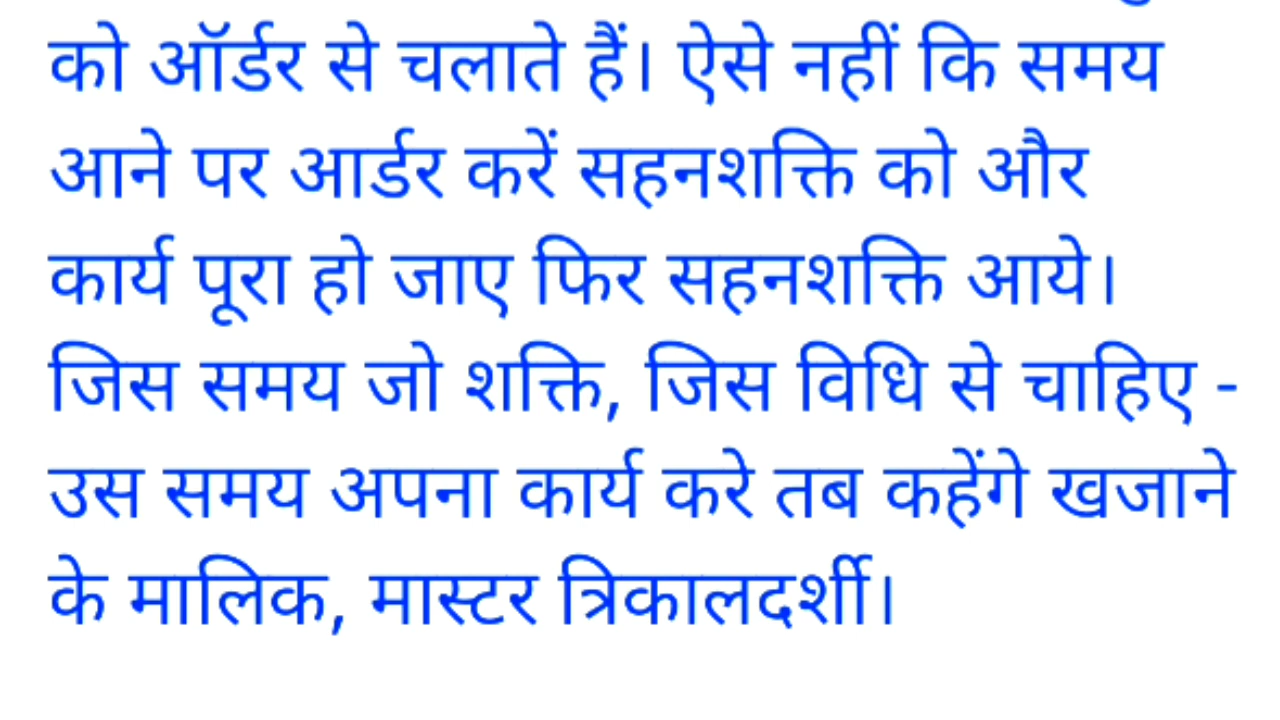 को ऑर्डर से चलाते हैं। ऐसे नहीं कि समय
आने पर आर्डर करें सहनशक्ति को और
कार्य पूरा हो जाए फिर सहनशक्ति आये।
जिस समय जो शक्ति, जिस विधि से चाहिए -
उस समय अपना कार्य करे तब कहेंगे खजाने
के मालिक, मास्टर त्रिकालदर्शी।